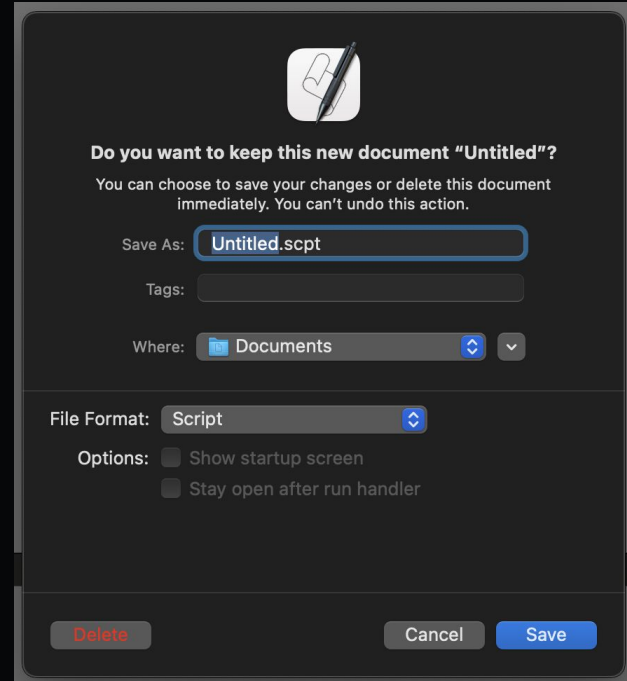 Do you want to keep this new document “Untitled”?
You can choose to save your changes or delete this document
immediately. You can’t undo this action.
Save As: Untitled.scpt
Tags:
Where: Documents
File Format: Script
Options: Show startup screen
Stay open after run handler
Delete Cancel Save